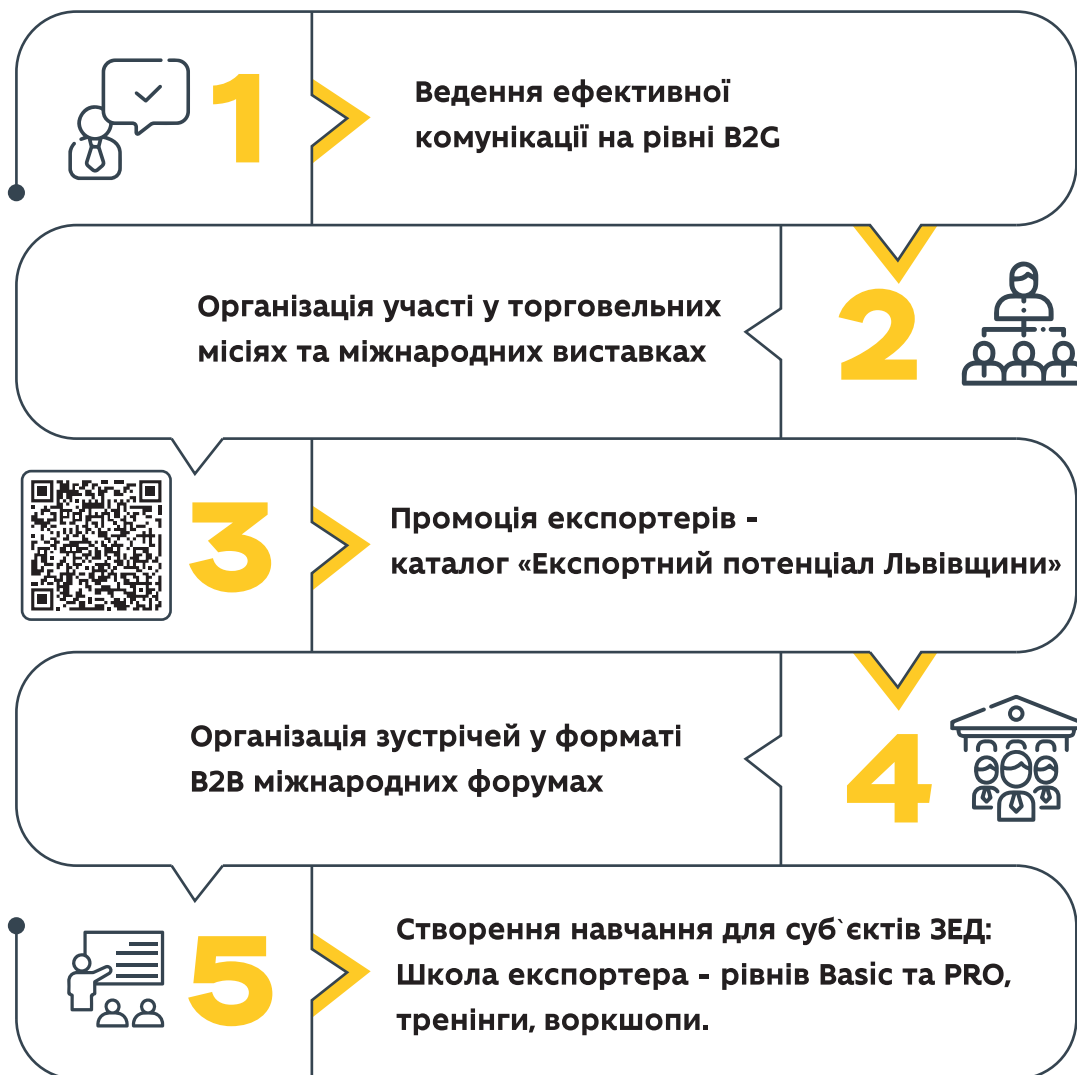 1
Ведення ефективної
комунікації на рівні B2G
Організація участі у торговельних
місіях та міжнародних виставках
2
3
Промоція експортерів -
каталог «Експортний потенціал Львівщини»
Організація зустрічей у форматі
B2B міжнародних форумах
4
5
Створення навчання для суб`єктів ЗЕД:
Школа експортера - рівнів Basic та PRO,
тренінги, воркшопи.